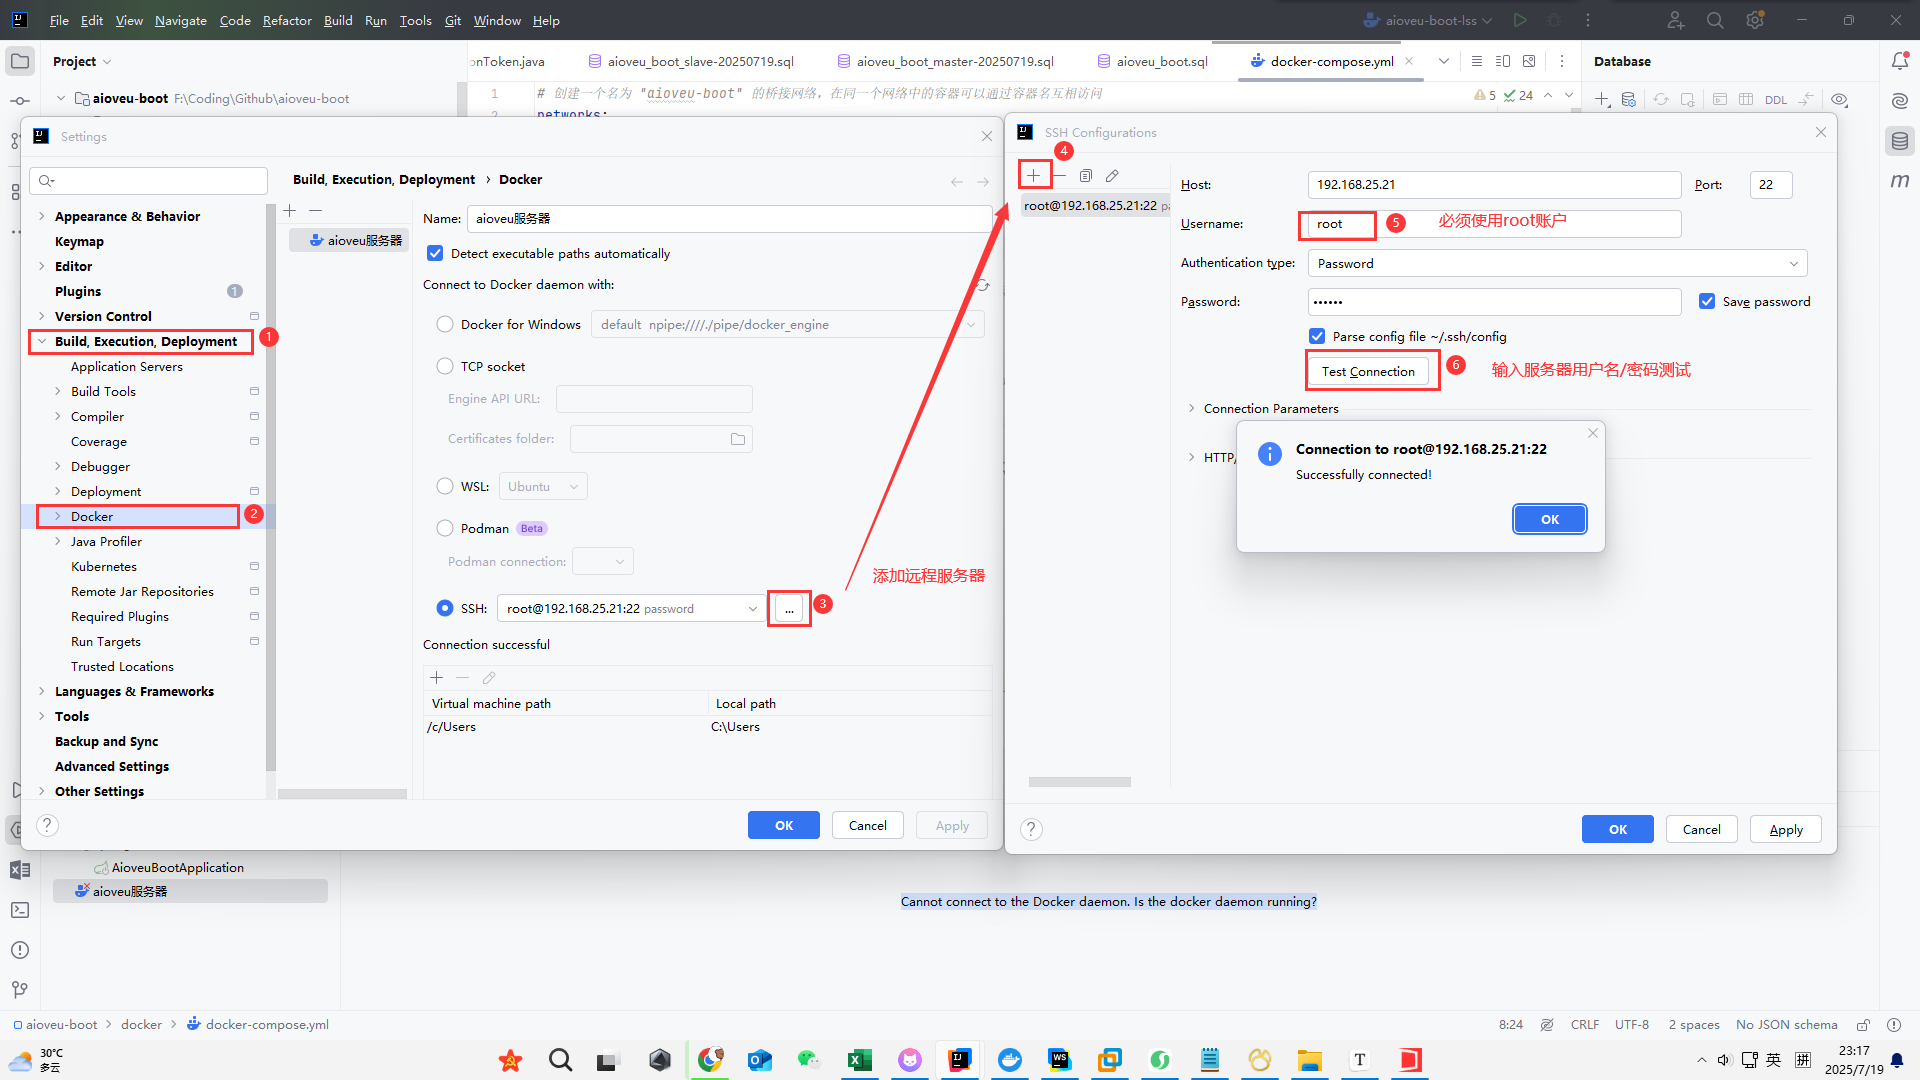 File Edit View Navigate Code Refactor Build Run Tools Git Window Help
aioveu-boot-lss
Project
onToken.java
aioveu_boot_slave-20250719.sql
aioveu_boot_master-20250719.sql
aioveu_boot.sql
docker-compose.yml
Database
aioveu-boot F:\Coding\Github\aioveu-boot
1 # 创建一个名为 "aioveu-boot" 的桥接网络，在同一个网络中的容器可以通过容器名互相访问
5 24
DDL
2 networks:
Settings
Build, Execution, Deployment › Docker
Appearance & Behavior
Keymap
Editor
Plugins 1
Version Control
Build, Execution, Deployment 1
Application Servers
Build Tools
Compiler
Coverage
Debugger
Deployment
Docker 2
Java Profiler
Kubernetes
Remote Jar Repositories
Required Plugins
Run Targets
Trusted Locations
Languages & Frameworks
Tools
Backup and Sync
Advanced Settings
Other Settings
aioveu服务器
Name: aioveu服务器
Detect executable paths automatically
Connect to Docker daemon with:
Docker for Windows default npipe:////./pipe/docker_engine
TCP socket
Engine API URL:
Certificates folder:
WSL: Ubuntu
Podman Beta
Podman connection:
添加远程服务器
SSH: root@192.168.25.21:22 password ... 3
Connection successful
Virtual machine path Local path
/c/Users C:\Users
? OK Cancel Apply
SSH Configurations
4
root@192.168.25.21:22 pa
Host: 192.168.25.21 Port: 22
Username: root 5 必须使用root账户
Authentication type: Password
Password: •••••• Save password
Parse config file ~/.ssh/config
Test Connection 6 输入服务器用户名/密码测试
Connection Parameters
HTTP/
Connection to root@192.168.25.21:22
Successfully connected!
OK
? OK Cancel Apply
AioveuBootApplication
aioveu服务器
Cannot connect to the Docker daemon. Is the docker daemon running?
aioveu-boot › docker › docker-compose.yml
8:24 CRLF UTF-8 2 spaces No JSON schema
30°C
多云
英 拼
23:17
2025/7/19